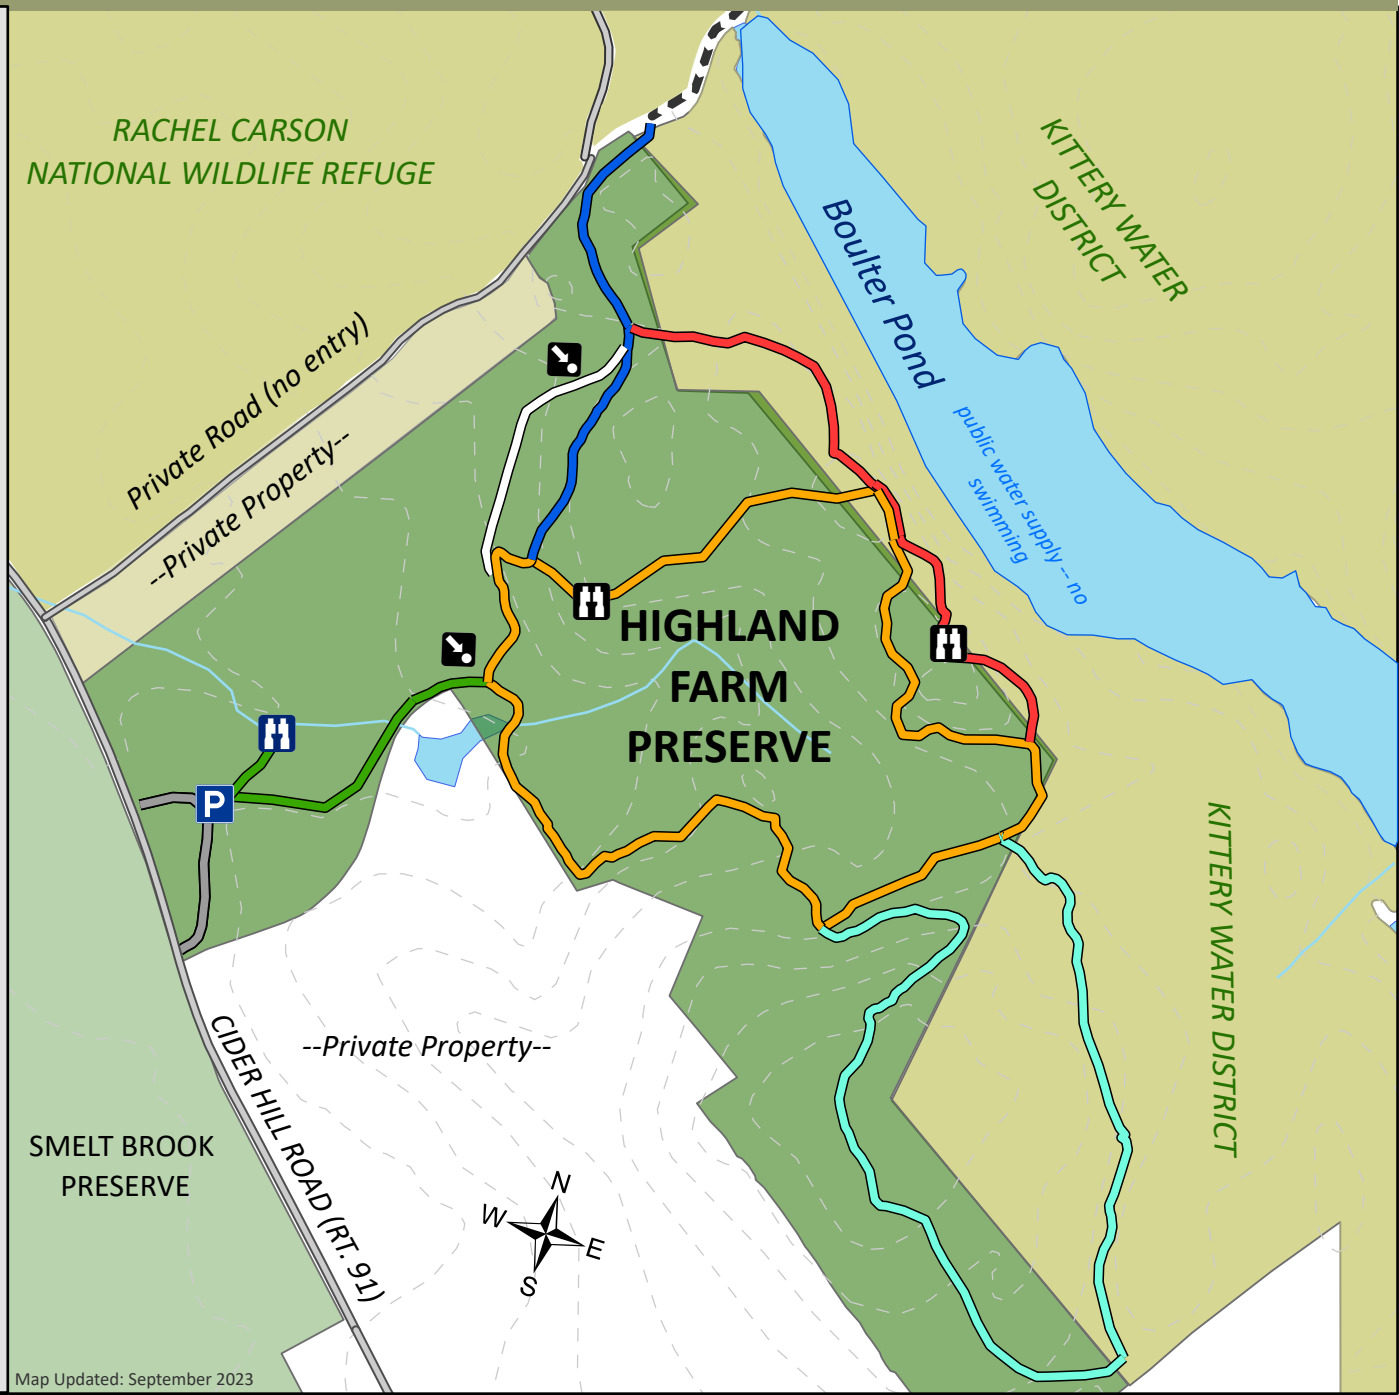 RACHEL CARSON
NATIONAL WILDLIFE REFUGE
KITTERY WATER
DISTRICT
Boulter Pond
public water supply -- no
swimming
Private Road (no entry)
--Private Property--
HIGHLAND
FARM
PRESERVE
P
KITTERY WATER DISTRICT
CIDER HILL ROAD (RT. 91)
--Private Property--
SMELT BROOK
PRESERVE
N
W
E
S
Map Updated: September 2023